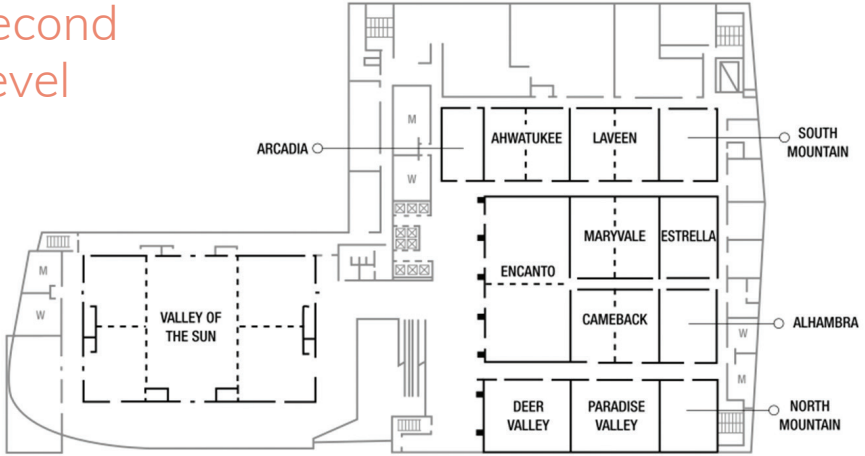 econd
evel
ARCADIA
AHWATUKEE
LAVEEN
SOUTH
MOUNTAIN
M
W
MARYVALE
ESTRELLA
ENCANTO
M
W
VALLEY OF
THE SUN
CAMEBACK
ALHAMBRA
W
M
DEER
VALLEY
PARADISE
VALLEY
NORTH
MOUNTAIN